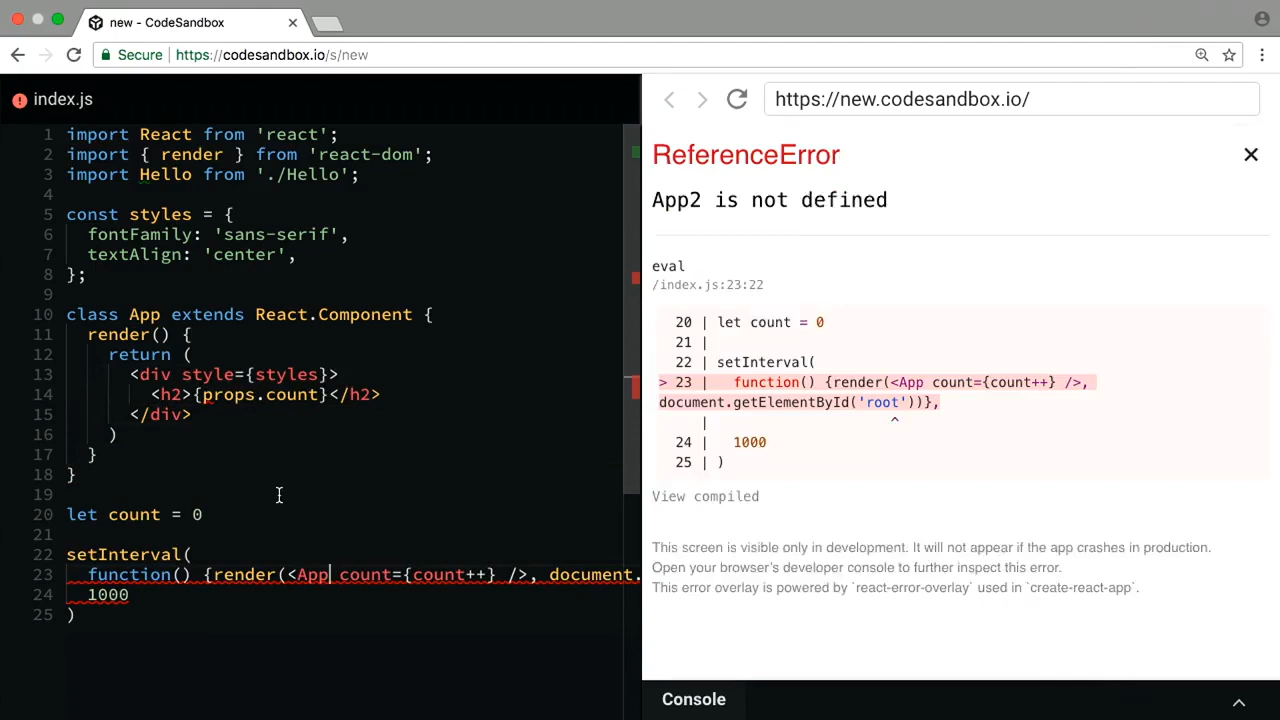 new - CodeSandbox
Secure | https://codesandbox.io/s/new
index.js
1 import React from 'react';
2 import { render } from 'react-dom';
3 import Hello from './Hello';
4
5 const styles = {
6 fontFamily: 'sans-serif',
7 textAlign: 'center',
8 };
9
10 class App extends React.Component {
11 render() {
12 return (
13 <div style={styles}>
14 <h2>{props.count}</h2>
15 </div>
16 )
17 }
18 }
19
20 let count = 0
21
22 setInterval(
23 function() {render(<App count={count++} />, document.
24 1000
25 )
https://new.codesandbox.io/
ReferenceError
App2 is not defined
eval
/index.js:23:22
20 | let count = 0
21 |
22 | setInterval(
> 23 | function() {render(<App count={count++} />,
document.getElementById('root'))},
| ^
24 | 1000
25 | )
View compiled
This screen is visible only in development. It will not appear if the app crashes in production.
Open your browser's developer console to further inspect this error.
This error overlay is powered by `react-error-overlay` used in `create-react-app`.
Console